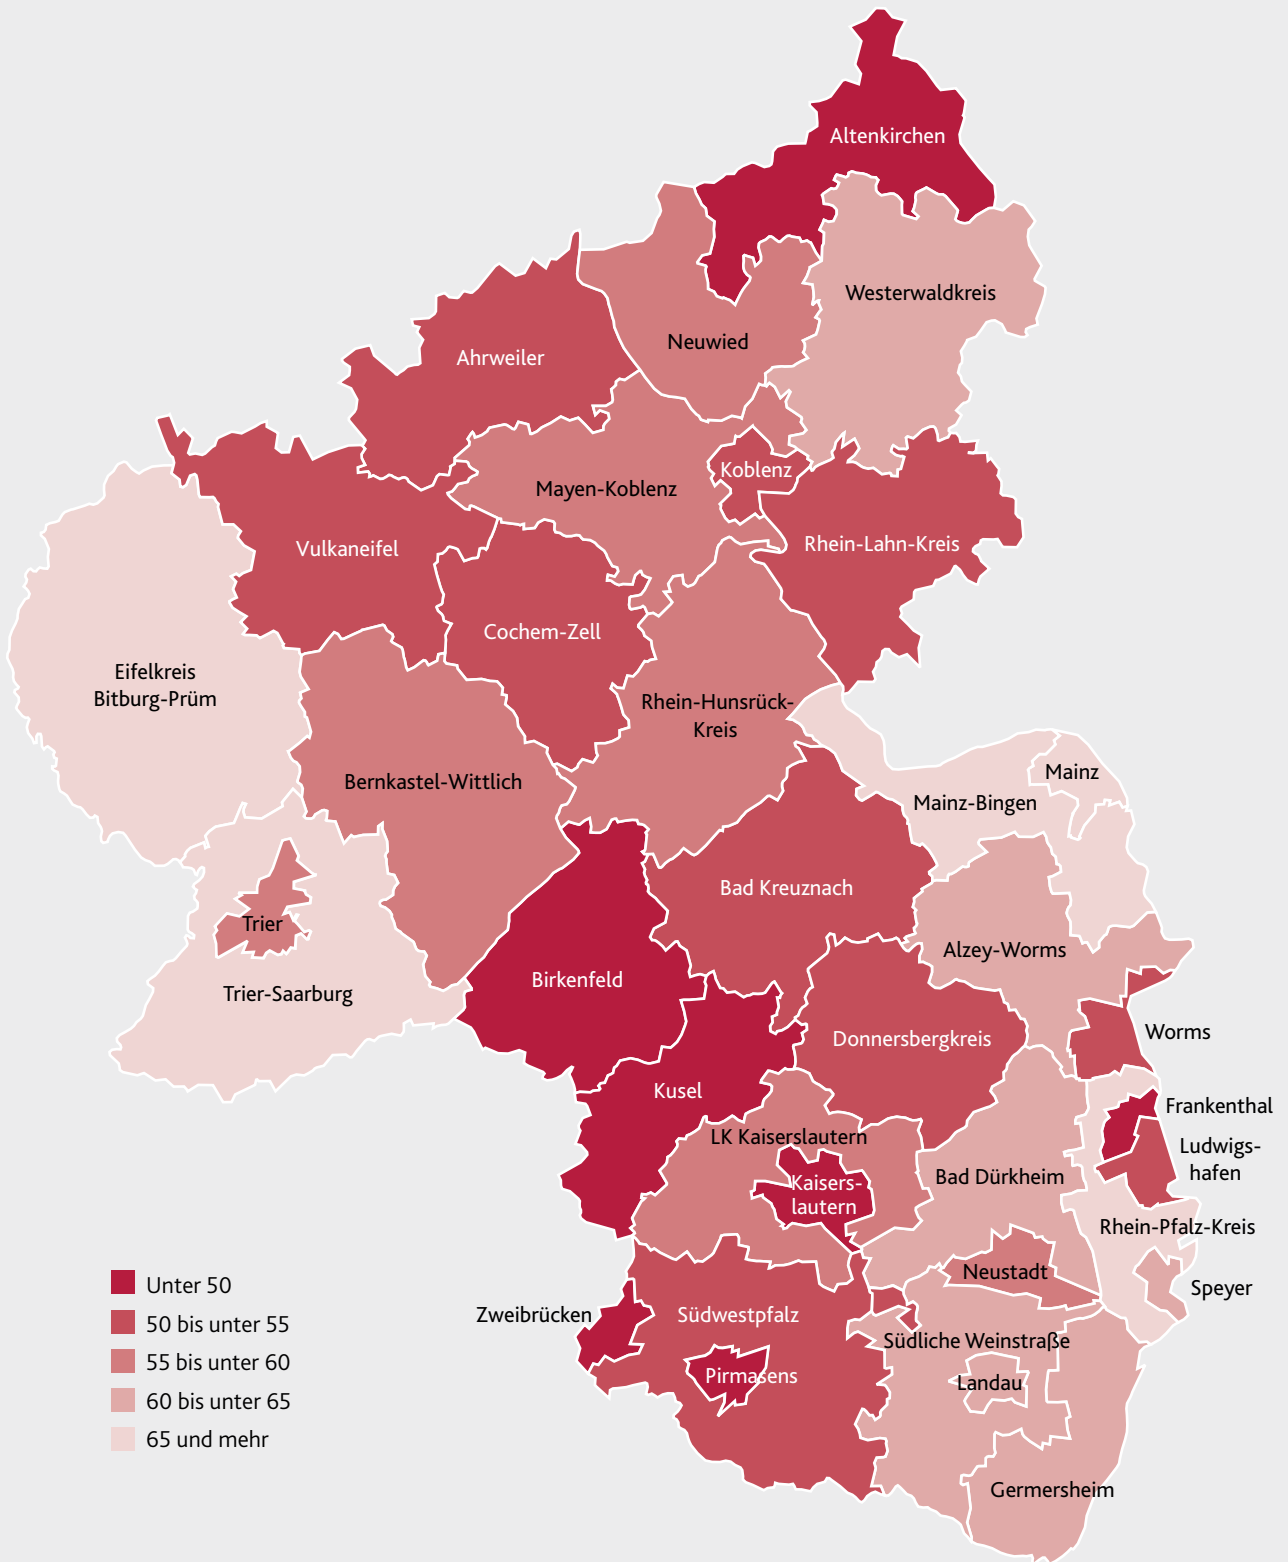 Altenkirchen
Westerwaldkreis
Neuwied
Ahrweiler
Koblenz
Mayen-Koblenz
Rhein-Lahn-Kreis
Vulkaneifel
Cochem-Zell
Eifelkreis
Bitburg-Prüm
Rhein-Hunsrück-
Kreis
Mainz
Bernkastel-Wittlich
Mainz-Bingen
Bad Kreuznach
Trier
Alzey-Worms
Birkenfeld
Trier-Saarburg
Worms
Donnersbergkreis
Kusel
Frankenthal
LK Kaiserslautern
Ludwigs-
hafen
Bad Dürkheim
Kaisers-
lautern
Rhein-Pfalz-Kreis
Neustadt
Speyer
Zweibrücken
Südwestpfalz
Südliche Weinstraße
Pirmasens
Landau
Germersheim
Unter 50
50 bis unter 55
55 bis unter 60
60 bis unter 65
65 und mehr